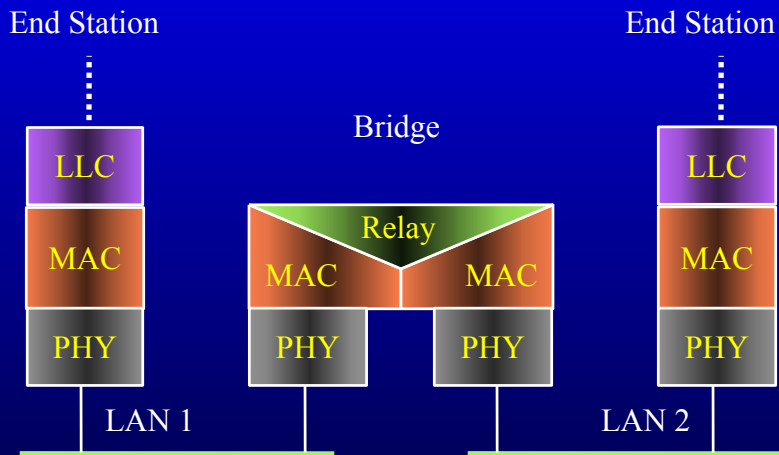 End Station
End Station
Bridge
LLC
LLC
Relay
MAC
MAC
MAC
MAC
PHY
PHY
PHY
PHY
LAN 1
LAN 2